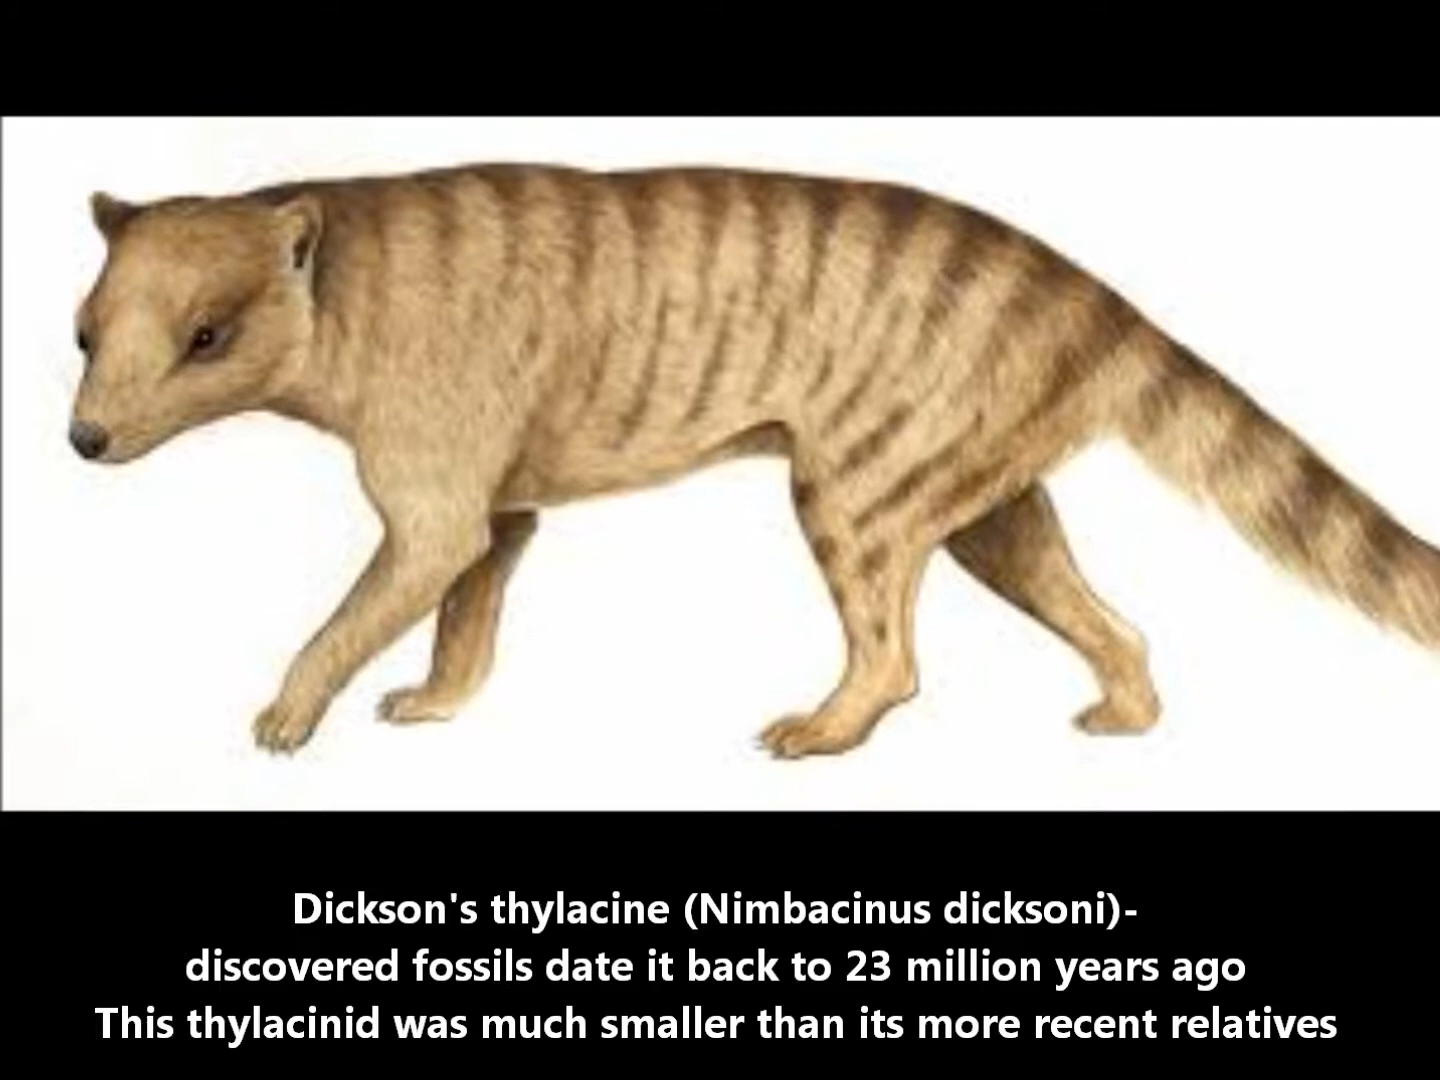 Dickson's thylacine (Nimbacinus dicksoni)-
discovered fossils date it back to 23 million years ago
This thylacinid was much smaller than its more recent relatives